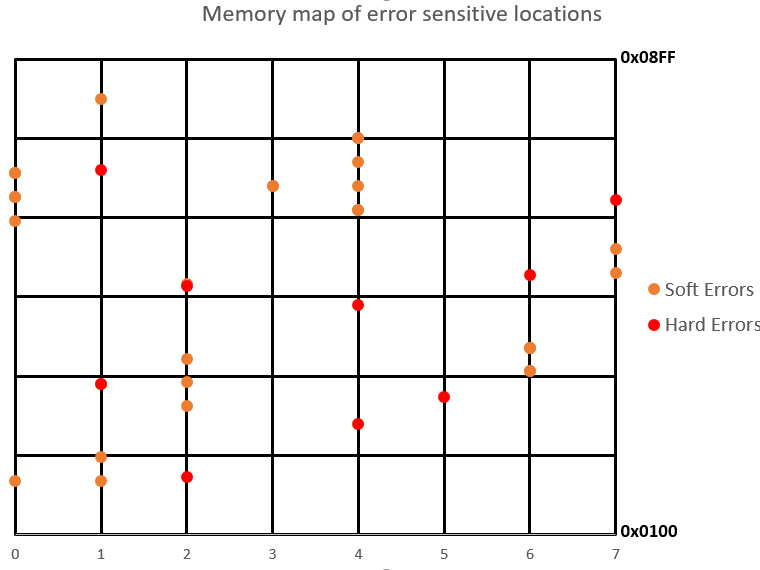 Memory map of error sensitive locations
0x08FF
Soft Errors
Hard Errors
0x0100
0 1 2 3 4 5 6 7